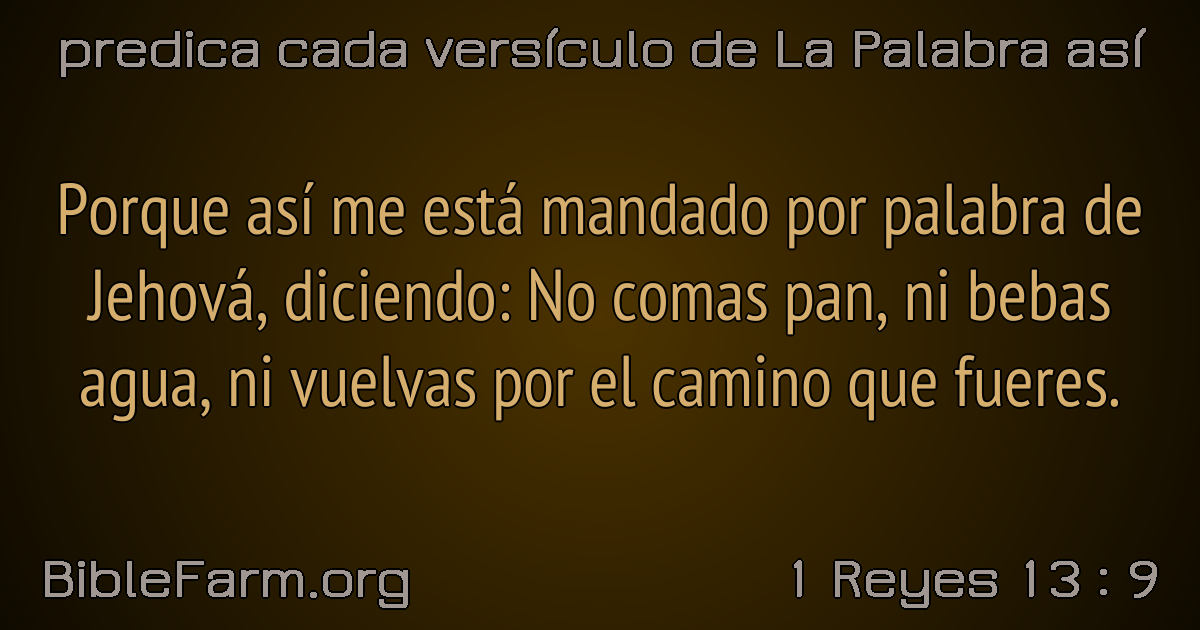 predica cada versículo de La Palabra así
Porque así me está mandado por palabra de
Jehová, diciendo: No comas pan, ni bebas
agua, ni vuelvas por el camino que fueres.
BibleFarm.org
1 Reyes 13 : 9